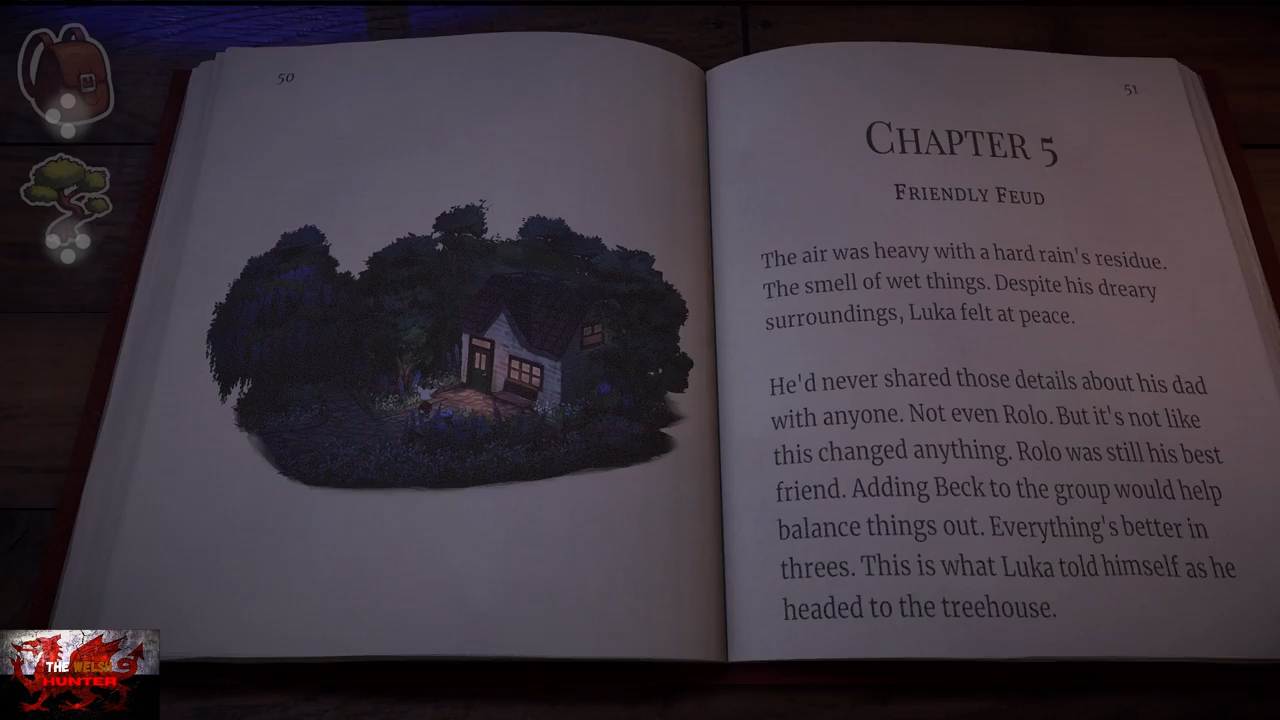 50
51
CHAPTER 5
FRIENDLY FEUD
The air was heavy with a hard rain's residue.
The smell of wet things. Despite his dreary
surroundings, Luka felt at peace.
He'd never shared those details about his dad
with anyone. Not even Rolo. But it's not like
this changed anything. Rolo was still his best
friend. Adding Beck to the group would help
balance things out. Everything's better in
threes. This is what Luka told himself as he
headed to the treehouse.
THE WELSH
HUNTER